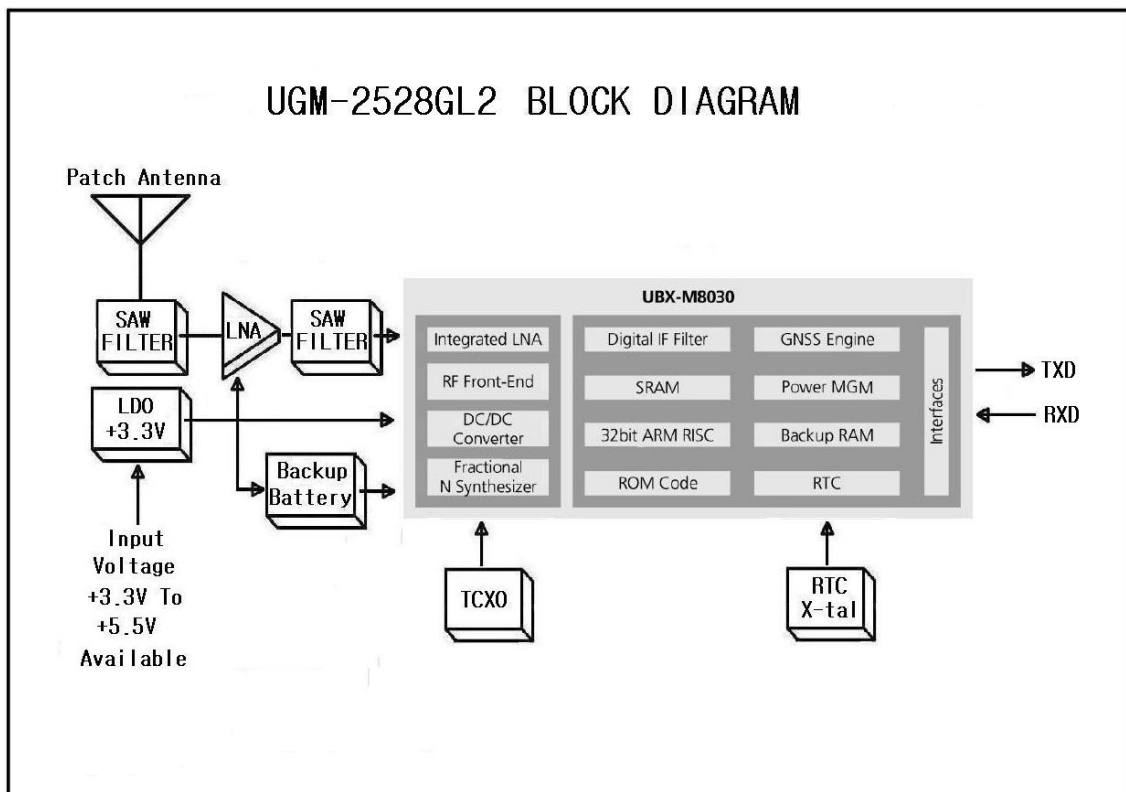 UGM-2528GL2 BLOCK DIAGRAM
Patch Antenna
SAW
FILTER
LNA
SAW
FILTER
LDO
+3.3V
Backup
Battery
Input
Voltage
+3.3V To
+5.5V
Available
UBX-M8030
Integrated LNA
RF Front-End
DC/DC
Converter
Fractional
N Synthesizer
Digital IF Filter
SRAM
32bit ARM RISC
ROM Code
GNSS Engine
Power MGM
Backup RAM
RTC
Interfaces
TXD
RXD
TCXO
RTC
X-tal